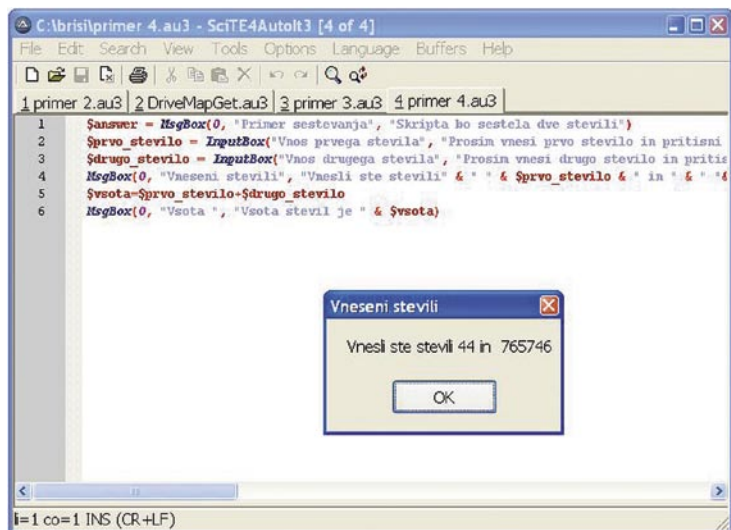 C:\brisi\primer 4.au3 - SciTE4AutoIt3 [4 of 4]
File Edit Search View Tools Options Language Buffers Help
1 primer 2.au3 2 DriveMapGet.au3 3 primer 3.au3 4 primer 4.au3
1 $answer = MsgBox(0, "Primer sestevanja", "Skripta bo sestela dve stevili")
2 $prvo_stevilo = InputBox("Vnos prvega stevila", "Prosim vnesi prvo stevilo in pritisni
3 $drugo_stevilo = InputBox("Vnos drugega stevila", "Prosim vnesi drugo stevilo in pritis
4 MsgBox(0, "Vneseni stevili", "Vnesli ste stevili" & " " & $prvo_stevilo & " in " & " "&
5 $vsota=$prvo_stevilo+$drugo_stevilo
6 MsgBox(0, "Vsota ", "Vsota stevil je " & $vsota)
Vneseni stevili
Vnesli ste stevili 44 in 765746
OK
li=1 co=1 INS (CR+LF)